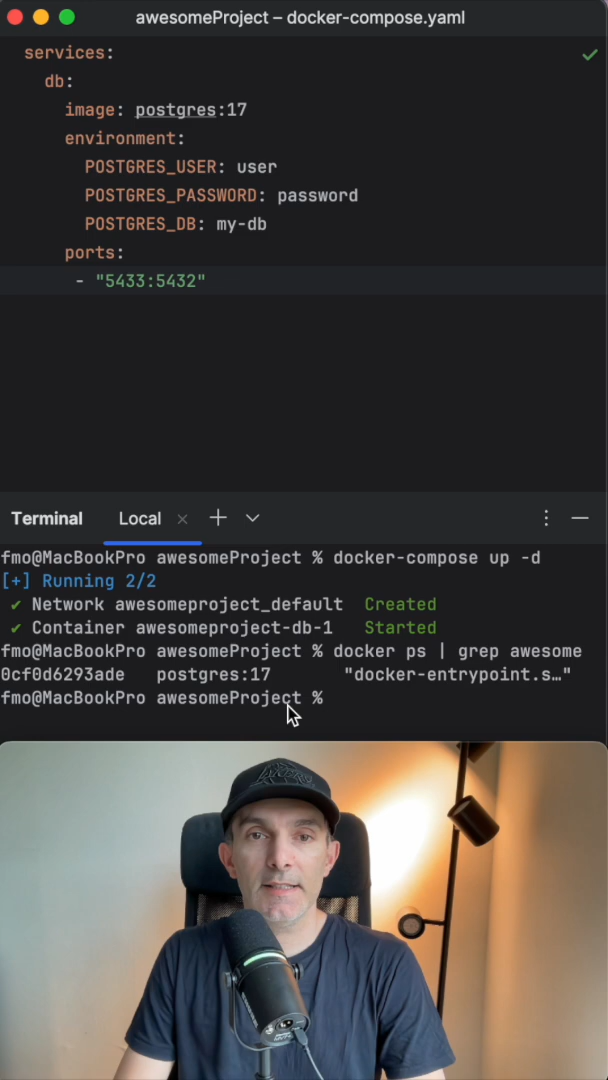 awesomeProject – docker-compose.yaml
services:
db:
image: postgres:17
environment:
POSTGRES_USER: user
POSTGRES_PASSWORD: password
POSTGRES_DB: my-db
ports:
- "5433:5432"
Terminal Local
fmo@MacBookPro awesomeProject % docker-compose up -d
[+] Running 2/2
✔ Network awesomeproject_default Created
✔ Container awesomeproject-db-1 Started
fmo@MacBookPro awesomeProject % docker ps | grep awesome
0cf0d6293ade postgres:17 "docker-entrypoint.s…"
fmo@MacBookPro awesomeProject %